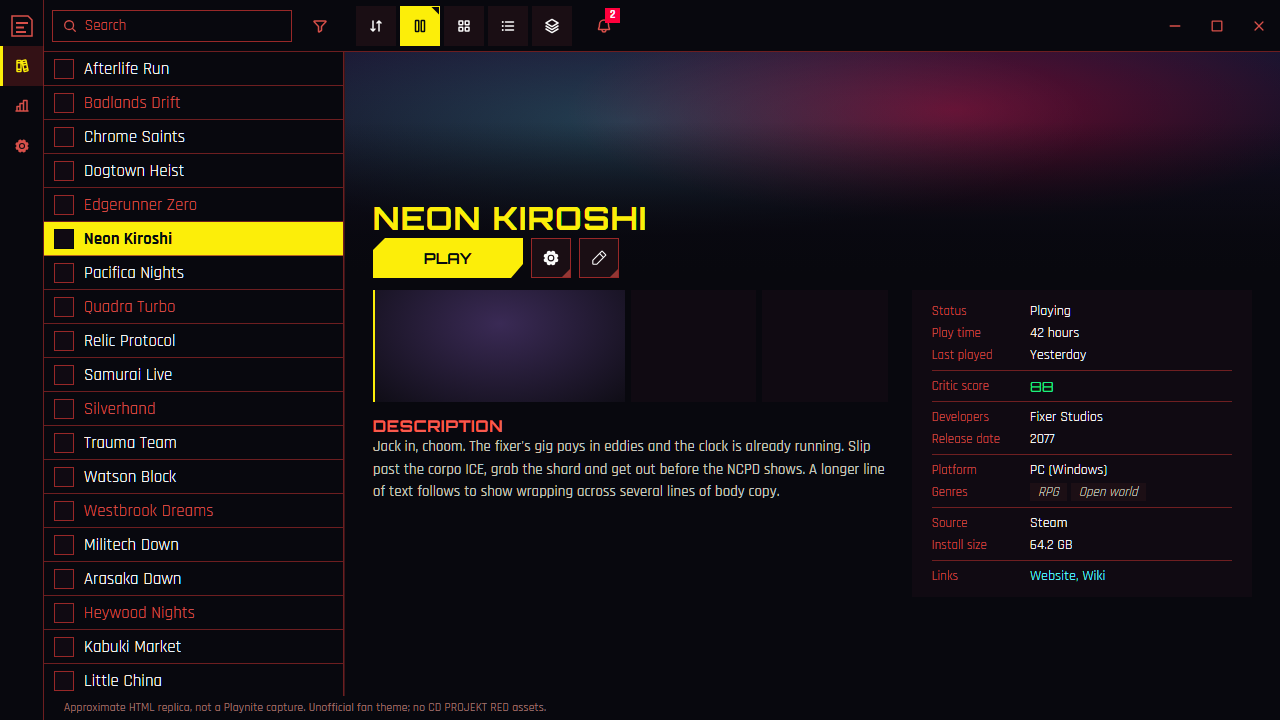 Search
2
Afterlife Run
Badlands Drift
Chrome Saints
Dogtown Heist
Edgerunner Zero
Neon Kiroshi
Pacifica Nights
Quadra Turbo
Relic Protocol
Samurai Live
Silverhand
Trauma Team
Watson Block
Westbrook Dreams
Militech Down
Arasaka Dawn
Heywood Nights
Kabuki Market
Little China
NEON KIROSHI
PLAY
DESCRIPTION
Jack in, choom. The fixer's gig pays in eddies and the clock is already running. Slip
past the corpo ICE, grab the shard and get out before the NCPD shows. A longer line
of text follows to show wrapping across several lines of body copy.
Status Playing
Play time 42 hours
Last played Yesterday
Critic score 88
Developers Fixer Studios
Release date 2077
Platform PC (Windows)
Genres RPG Open world
Source Steam
Install size 64.2 GB
Links Website, Wiki
Approximate HTML replica, not a Playnite capture. Unofficial fan theme; no CD PROJEKT RED assets.